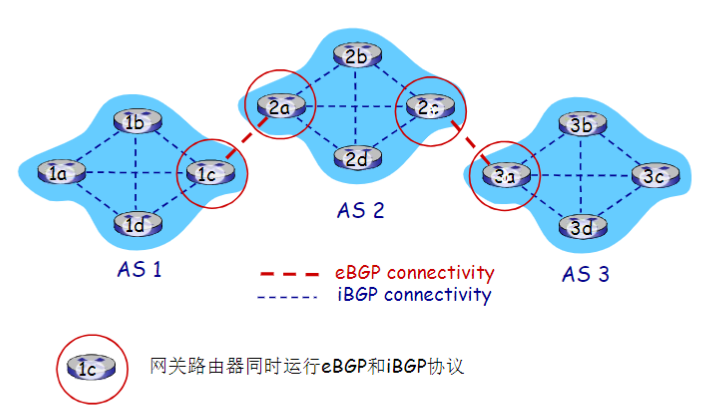 2b
2a
2c
2d
1b
1a
1c
1d
3b
3a
3c
3d
AS 2
AS 1
AS 3
eBGP connectivity
iBGP connectivity
1c
网关路由器同时运行eBGP和iBGP协议